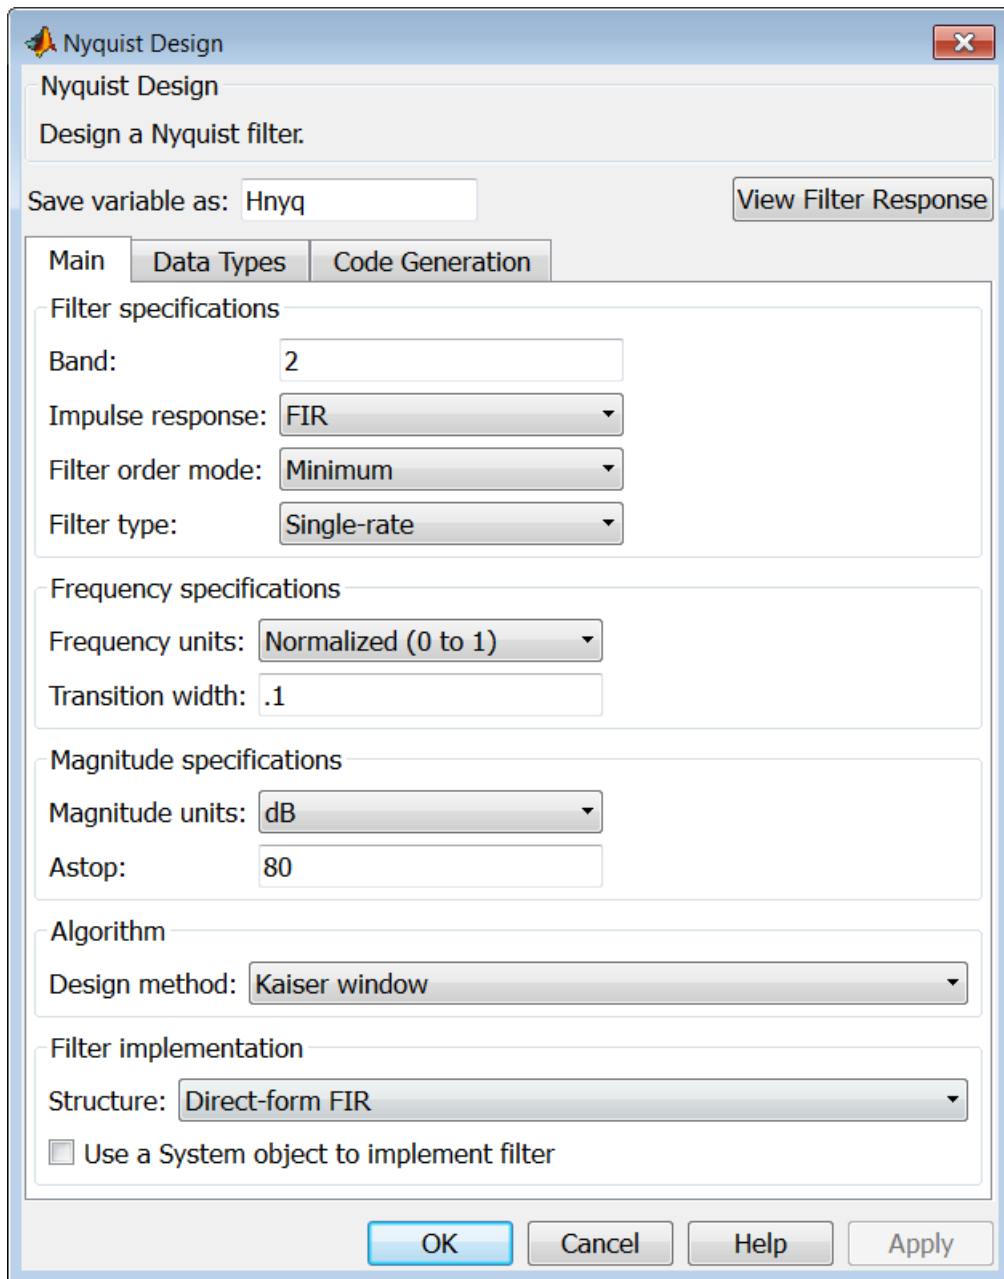 Nyquist Design
Nyquist Design
Design a Nyquist filter.
Save variable as: Hnyq View Filter Response
Main Data Types Code Generation
Filter specifications
Band: 2
Impulse response: FIR
Filter order mode: Minimum
Filter type: Single-rate
Frequency specifications
Frequency units: Normalized (0 to 1)
Transition width: .1
Magnitude specifications
Magnitude units: dB
Astop: 80
Algorithm
Design method: Kaiser window
Filter implementation
Structure: Direct-form FIR
Use a System object to implement filter
OK Cancel Help Apply